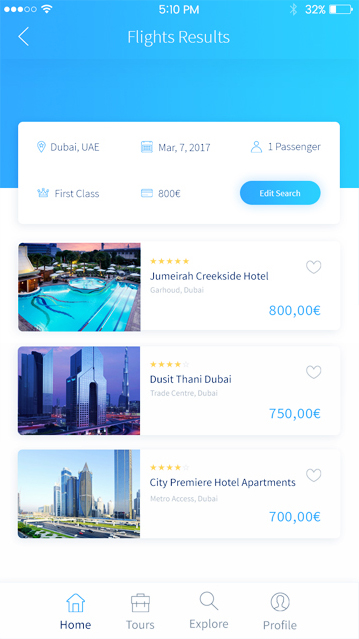 5:10 PM
32%
Flights Results
Dubai, UAE
Mar, 7, 2017
1 Passenger
First Class
800€
Edit Search
Jumeirah Creekside Hotel
Garhoud, Dubai
800,00€
Dusit Thani Dubai
Trade Centre, Dubai
750,00€
City Premiere Hotel Apartments
Metro Access, Dubai
700,00€
Home
Tours
Explore
Profile